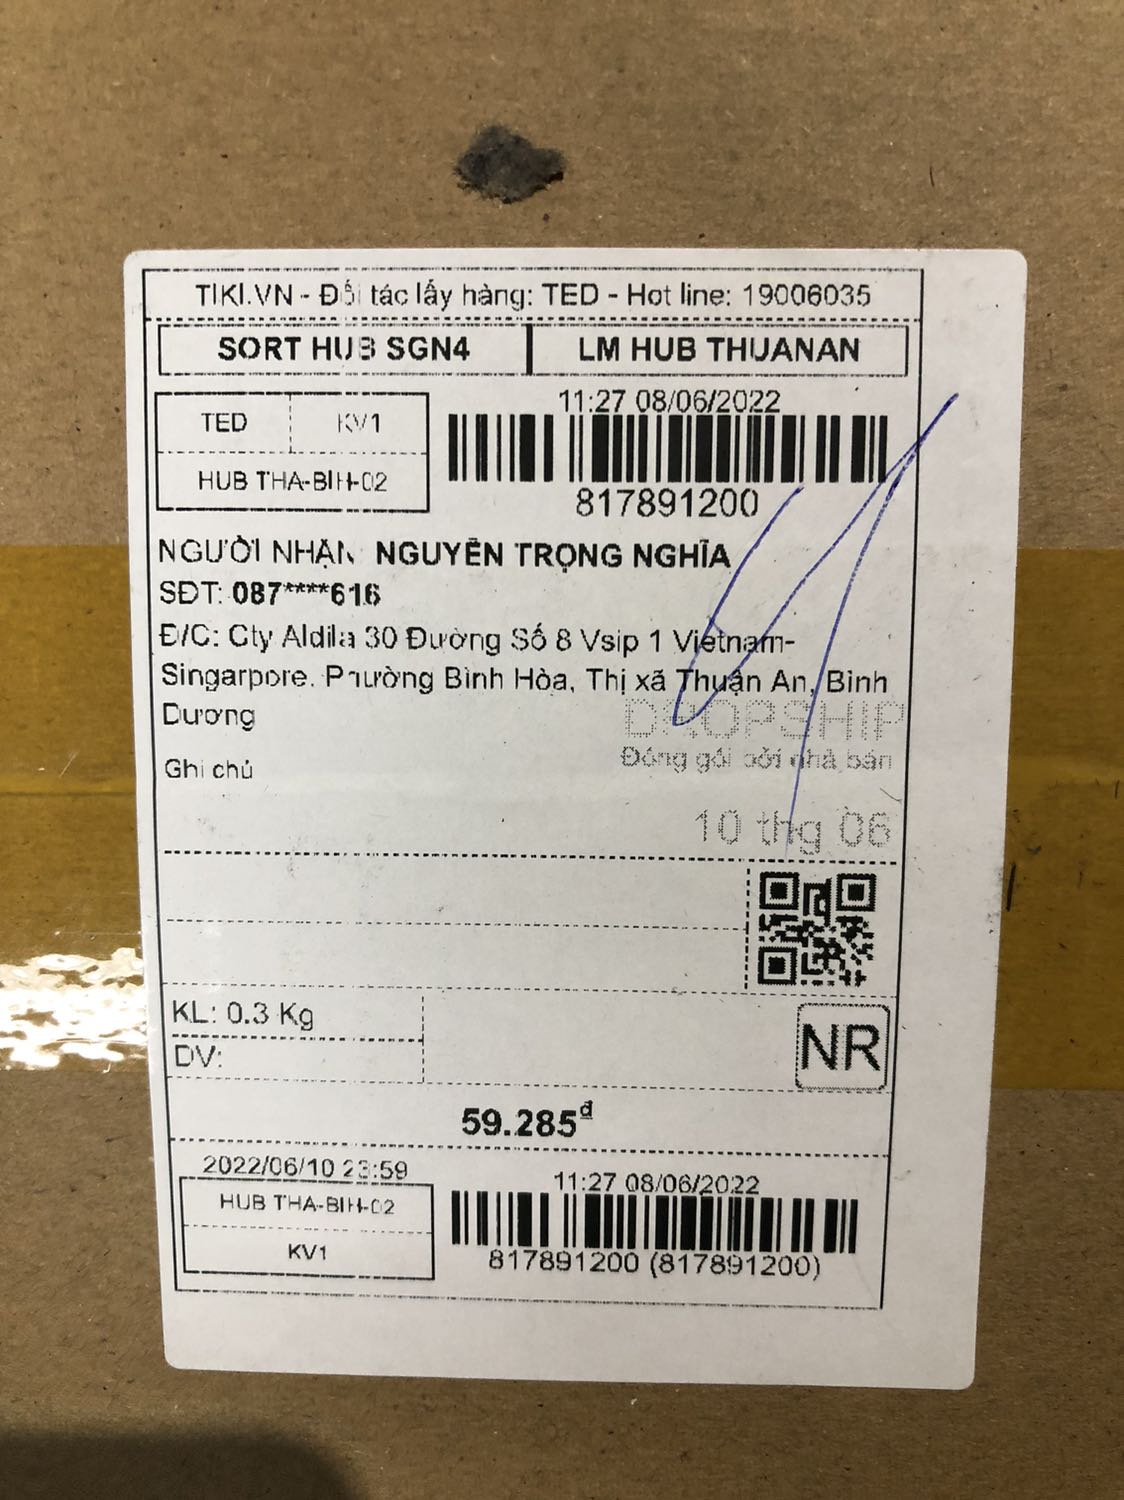 TIKI.VN - Đối tác lấy hàng: TED - Hot line: 19006035
SORT HUB SGN4 LM HUB THUANAN
TED KV1
HUB THA-BIH-02
11:27 08/06/2022
817891200
NGƯỜI NHẬN NGUYỄN TRỌNG NGHĨA
SĐT: 087****616
Đ/C: Cty Aldila 30 Đường Số 8 Vsip 1 Vietnam-
Singarpore. Phường Bình Hòa, Thị xã Thuận An, Bình
Dương
DROPSHIP
Đóng gói bởi nhà bán
Ghi chú
10 thg 06
KL: 0.3 Kg
DV:
NR
59.285đ
2022/06/10 23:59
HUB THA-BIH-02
KV1
11:27 08/06/2022
817891200 (817891200)